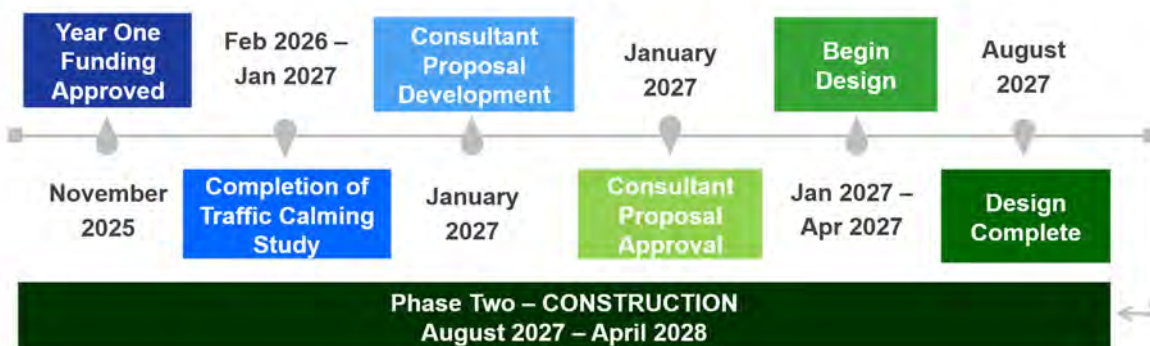 Year One
Funding
Approved
November
2025
Feb 2026 –
Jan 2027
Completion of
Traffic Calming
Study
Consultant
Proposal
Development
January
2027
January
2027
Consultant
Proposal
Approval
Begin
Design
Jan 2027 –
Apr 2027
August
2027
Design
Complete
Phase Two – CONSTRUCTION
August 2027 – April 2028